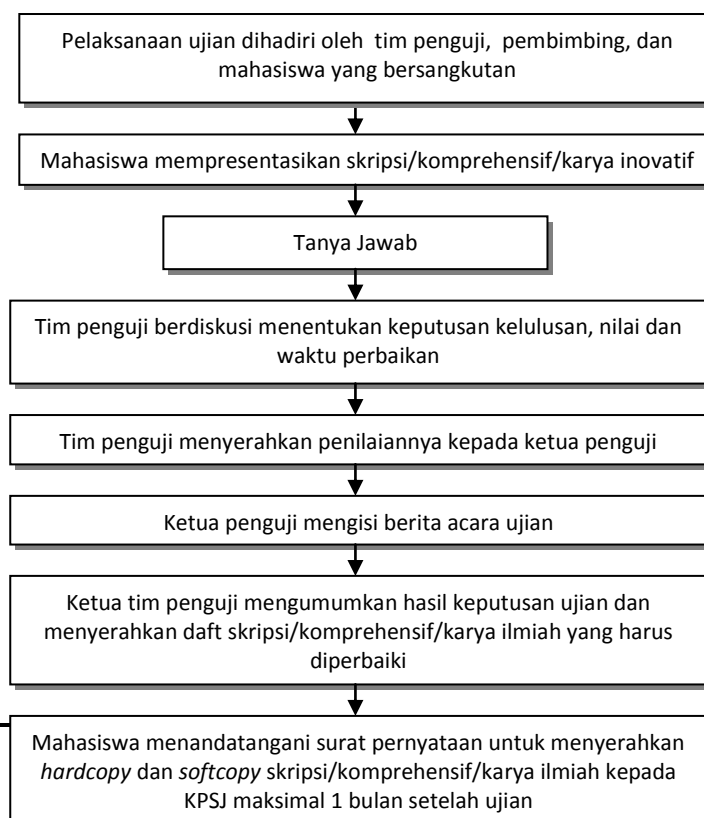 Pelaksanaan ujian dihadiri oleh tim penguji, pembimbing, dan
mahasiswa yang bersangkutan
Mahasiswa mempresentasikan skripsi/komprehensif/karya inovatif
Tanya Jawab
Tim penguji berdiskusi menentukan keputusan kelulusan, nilai dan
waktu perbaikan
Tim penguji menyerahkan penilaiannya kepada ketua penguji
Ketua penguji mengisi berita acara ujian
Ketua tim penguji mengumumkan hasil keputusan ujian dan
menyerahkan daft skripsi/komprehensif/karya ilmiah yang harus
diperbaiki
Mahasiswa menandatangani surat pernyataan untuk menyerahkan
hardcopy dan softcopy skripsi/komprehensif/karya ilmiah kepada
KPSJ maksimal 1 bulan setelah ujian